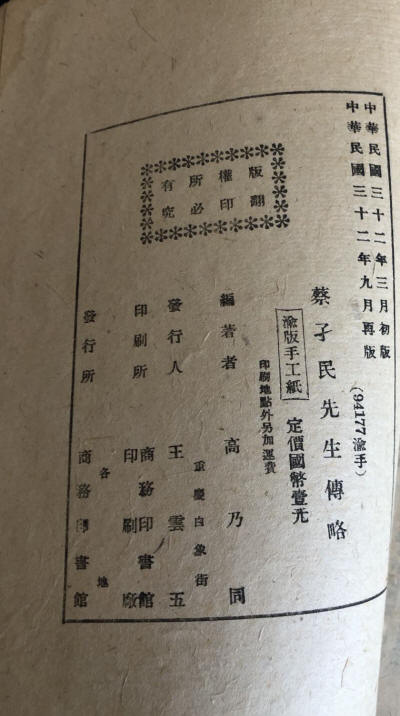 中華民國三十二年三月初版
中華民國三十二年九月再版
(94177渝手)
蔡孑民先生傳略
渝版手工紙
定價國幣壹元
印刷地點外另加運費
版權所有
翻印必究
編著者 高乃同
重慶白象街
發行人 王雲五
印刷所 商務印書館
印刷廠
發行所 各地
商務印書館